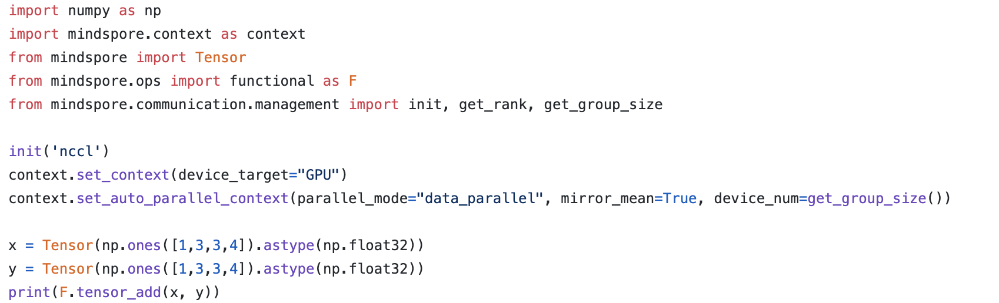 import numpy as np
import mindspore.context as context
from mindspore import Tensor
from mindspore.ops import functional as F
from mindspore.communication.management import init, get_rank, get_group_size

init('nccl')
context.set_context(device_target="GPU")
context.set_auto_parallel_context(parallel_mode="data_parallel", mirror_mean=True, device_num=get_group_size())

x = Tensor(np.ones([1,3,3,4]).astype(np.float32))
y = Tensor(np.ones([1,3,3,4]).astype(np.float32))
print(F.tensor_add(x, y))